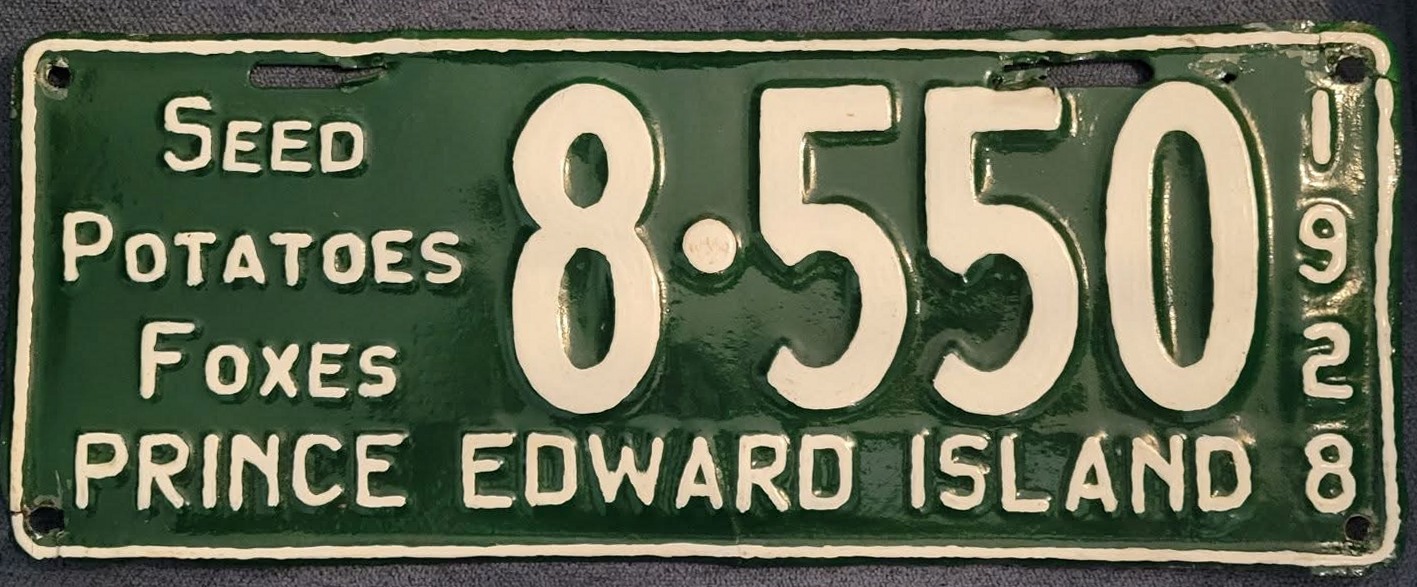 SEED
POTATOES
FOXES
8·550
PRINCE EDWARD ISLAND
1928